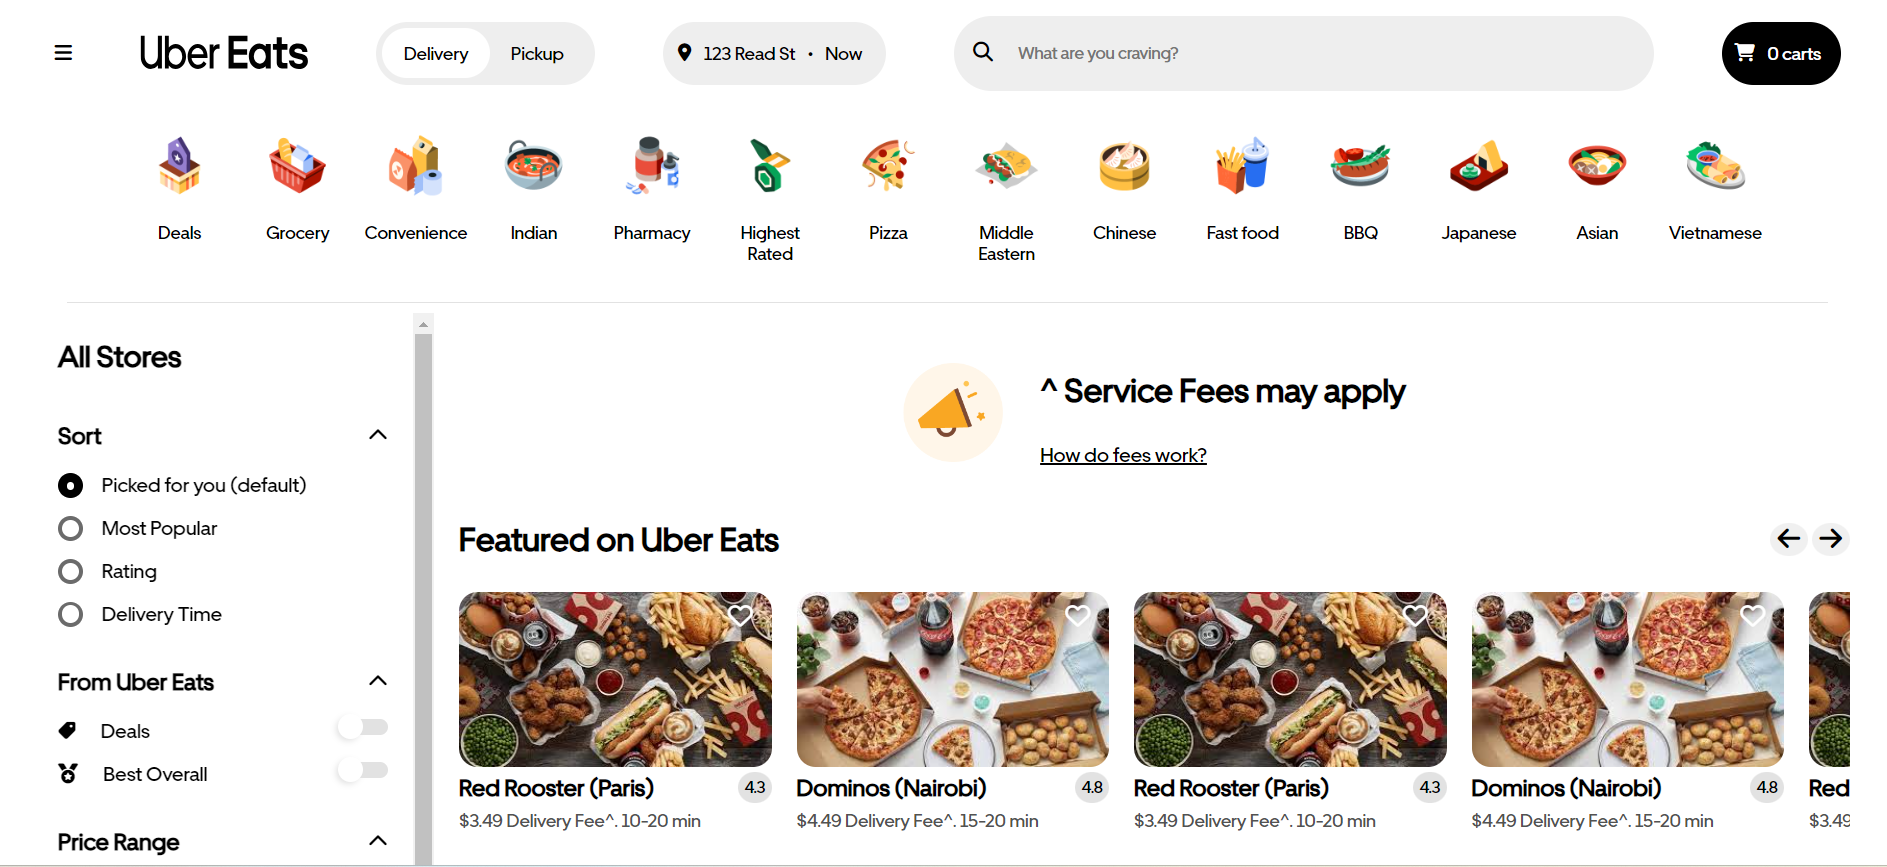 Uber Eats
Delivery Pickup
123 Read St • Now
What are you craving?
0 carts
Deals
Grocery
Convenience
Indian
Pharmacy
Highest
Rated
Pizza
Middle
Eastern
Chinese
Fast food
BBQ
Japanese
Asian
Vietnamese
All Stores
Sort
Picked for you (default)
Most Popular
Rating
Delivery Time
From Uber Eats
Deals
Best Overall
Price Range
^ Service Fees may apply
How do fees work?
Featured on Uber Eats
Red Rooster (Paris) 4.3
$3.49 Delivery Fee^. 10-20 min
Dominos (Nairobi) 4.8
$4.49 Delivery Fee^. 15-20 min
Red Rooster (Paris) 4.3
$3.49 Delivery Fee^. 10-20 min
Dominos (Nairobi) 4.8
$4.49 Delivery Fee^. 15-20 min
Red
$3.49